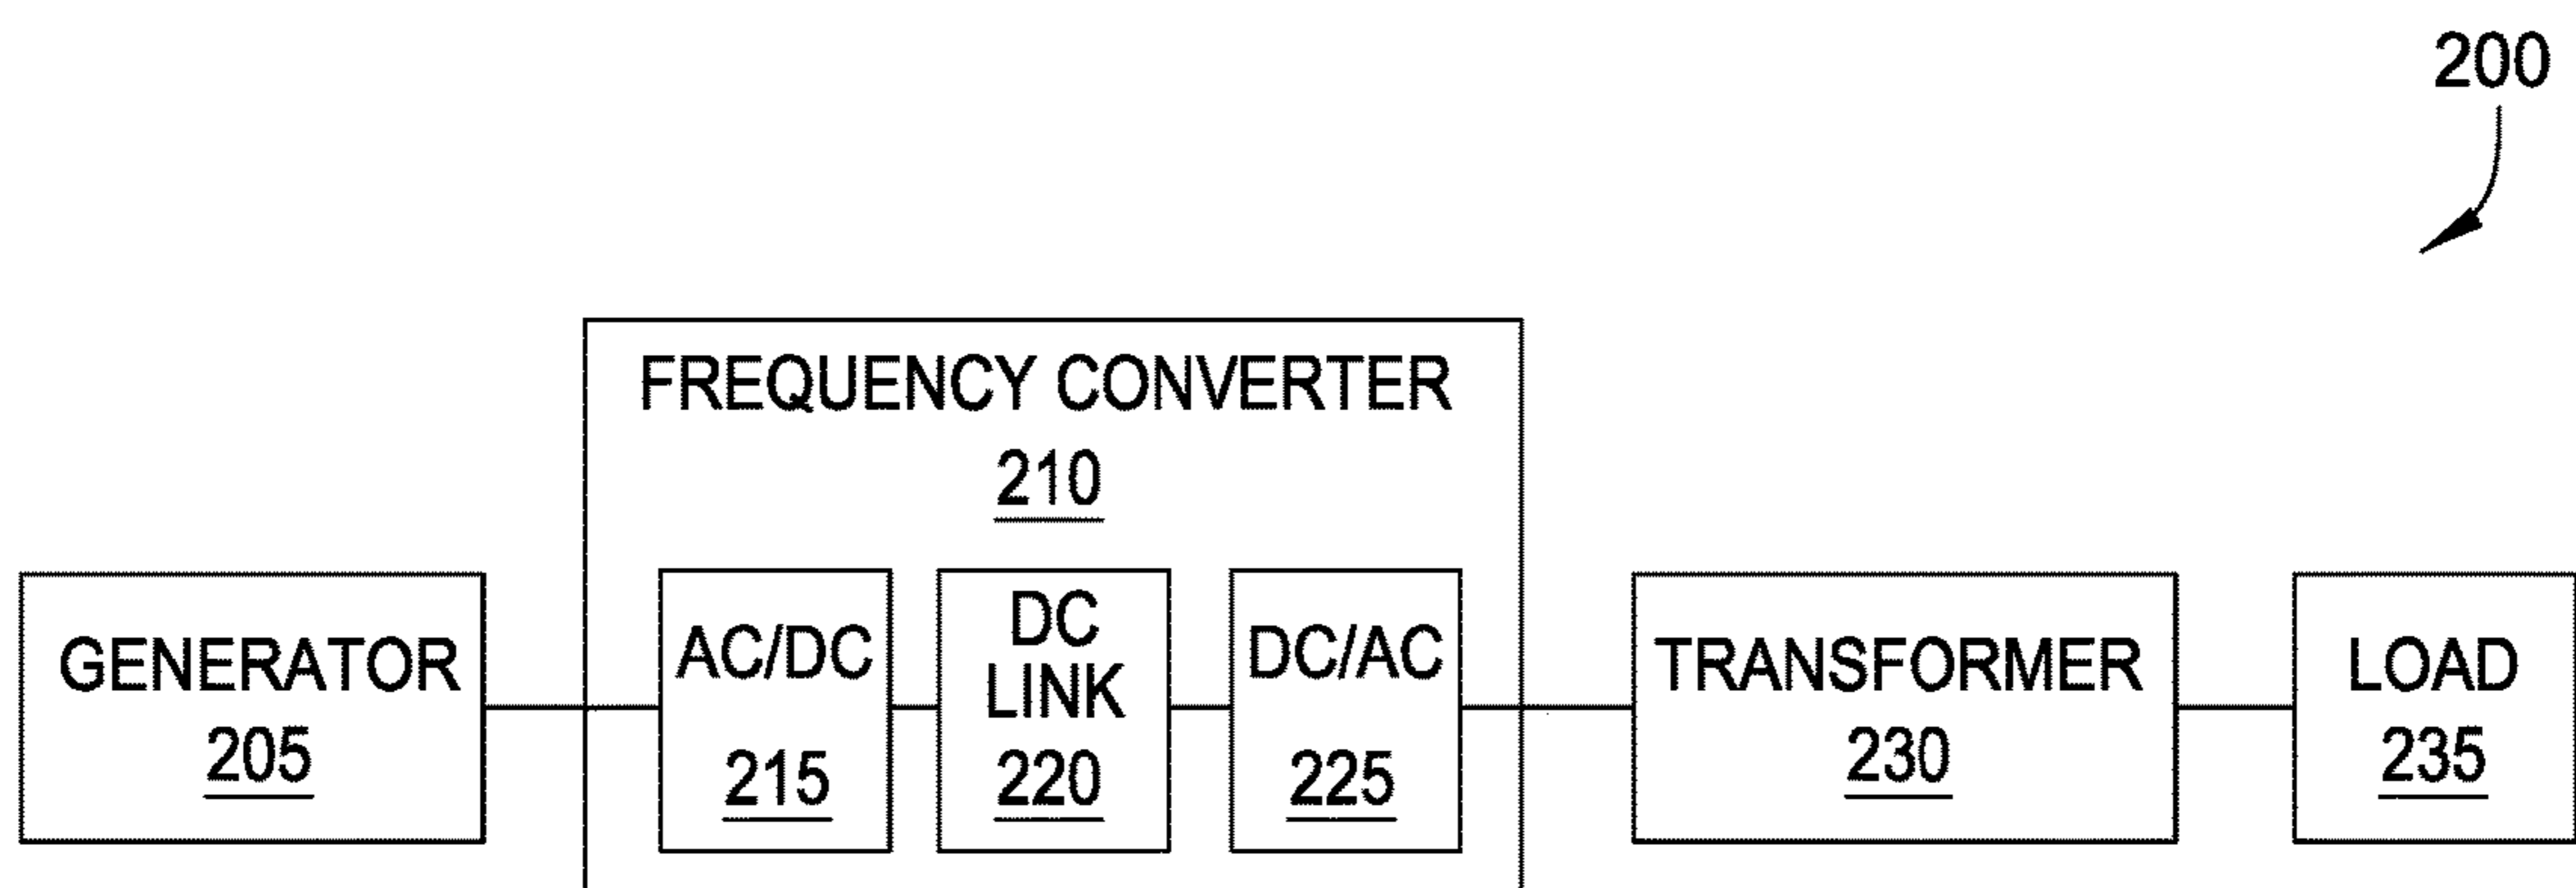 200
FREQUENCY CONVERTER
210
GENERATOR
205
AC/DC
215
DC
LINK
220
DC/AC
225
TRANSFORMER
230
LOAD
235